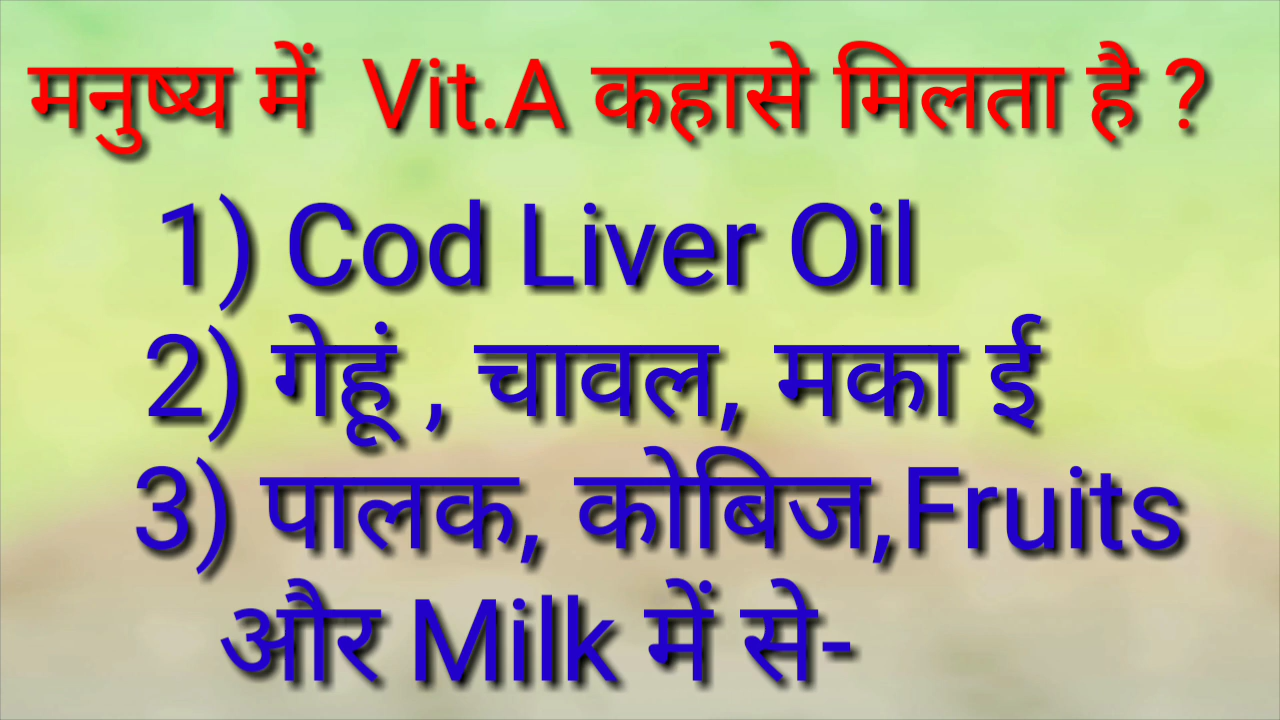 मनुष्य में Vit.A कहासे मिलता है ?
1) Cod Liver Oil
2) गेहूं , चावल, मका ई
3) पालक, कोबिज,Fruits
और Milk में से-